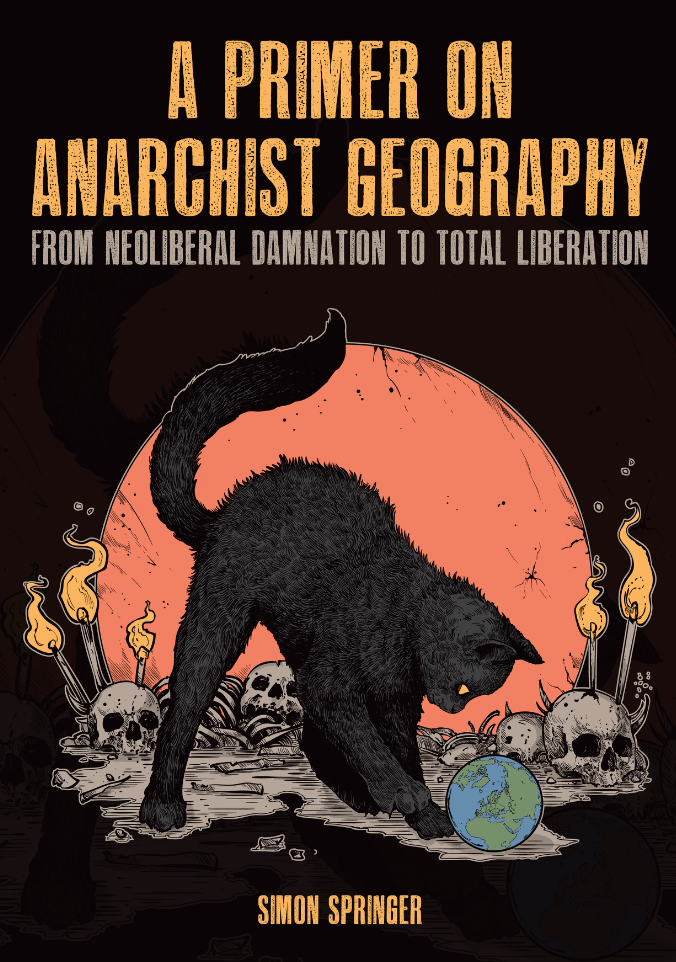 A PRIMER ON
ANARCHIST GEOGRAPHY
FROM NEOLIBERAL DAMNATION TO TOTAL LIBERATION
SIMON SPRINGER